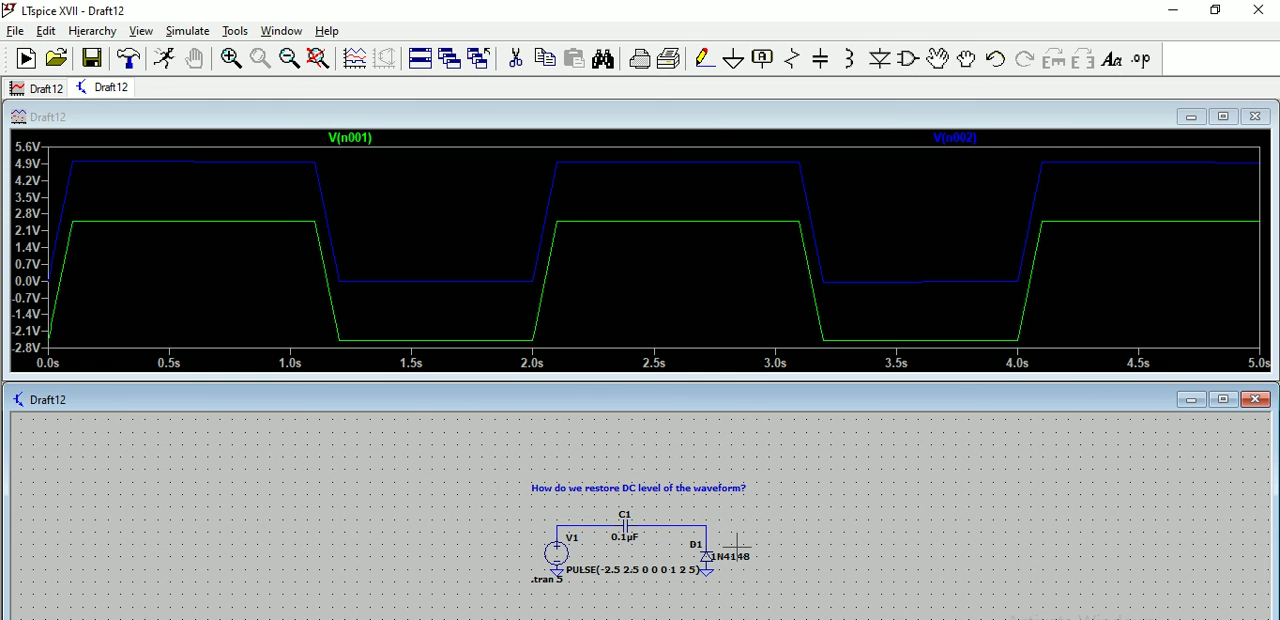 LTspice XVII - Draft12
File Edit Hierarchy View Simulate Tools Window Help
Draft12 Draft12
Draft12
V(n001) V(n002)
5.6V
4.9V
4.2V
3.5V
2.8V
2.1V
1.4V
0.7V
0.0V
-0.7V
-1.4V
-2.1V
-2.8V
0.0s 0.5s 1.0s 1.5s 2.0s 2.5s 3.0s 3.5s 4.0s 4.5s 5.0s
Draft12
How do we restore DC level of the waveform?
C1
V1 0.1µF D1
1N4148
PULSE(-2.5 2.5 0 0 0 1 2 5)
.tran 5